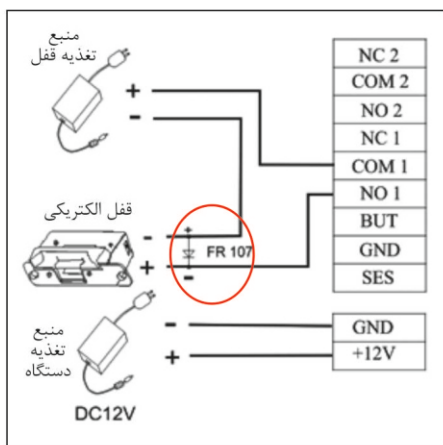 منبع
تغذیه قفل
+
-
NC 2
COM 2
NO 2
NC 1
COM 1
NO 1
BUT
GND
SES
قفل الکتریکی
-
+
+
FR 107
-
منبع
تغذیه
دستگاه
-
+
GND
+12V
DC12V